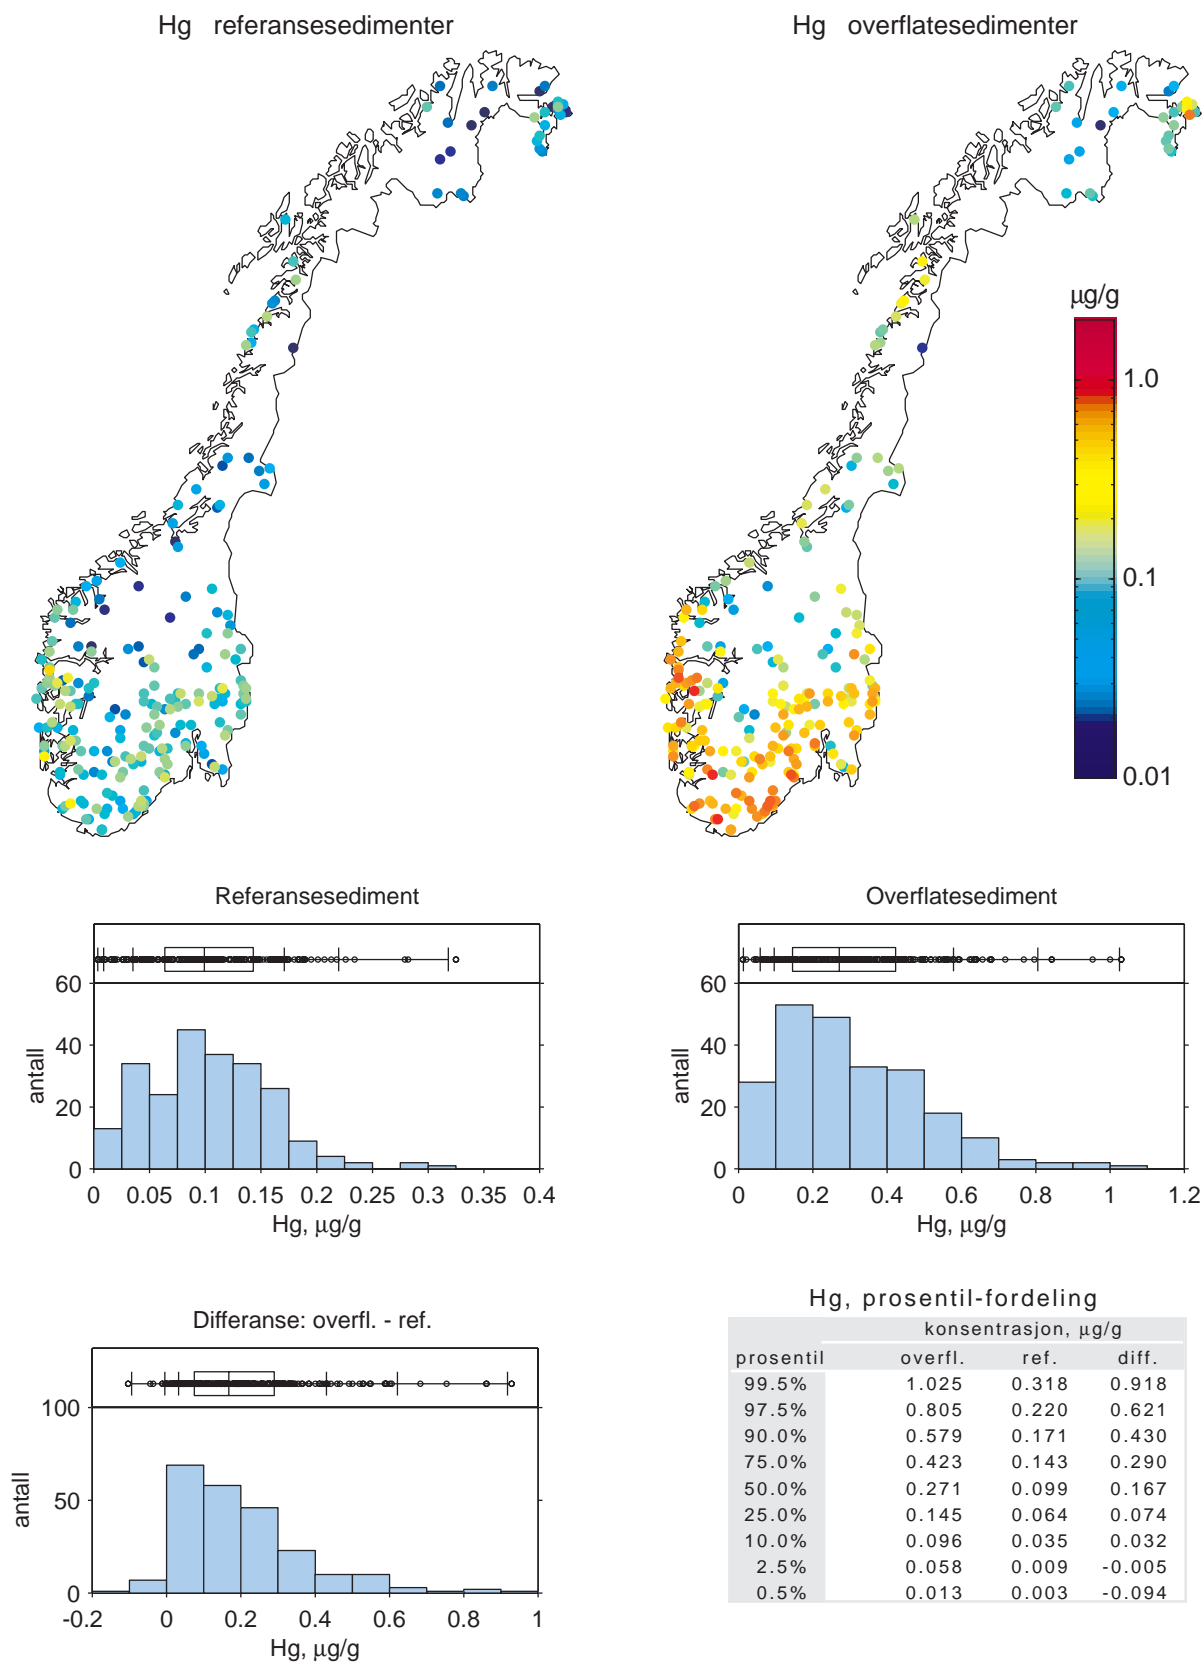 Hg referansesedimenter
Hg overflatesedimenter
µg/g
1.0
0.1
0.01
Referansesediment
60
40
20
0
antall
0 0.05 0.1 0.15 0.2 0.25 0.3 0.35 0.4
Hg, µg/g
Overflatesediment
60
40
20
0
antall
0 0.2 0.4 0.6 0.8 1 1.2
Hg, µg/g
Differanse: overfl. - ref.
100
50
0
antall
-0.2 0 0.2 0.4 0.6 0.8 1
Hg, µg/g
Hg, prosentil-fordeling
konsentrasjon, µg/g
prosentil overfl. ref. diff.
99.5% 1.025 0.318 0.918
97.5% 0.805 0.220 0.621
90.0% 0.579 0.171 0.430
75.0% 0.423 0.143 0.290
50.0% 0.271 0.099 0.167
25.0% 0.145 0.064 0.074
10.0% 0.096 0.035 0.032
2.5% 0.058 0.009 -0.005
0.5% 0.013 0.003 -0.094